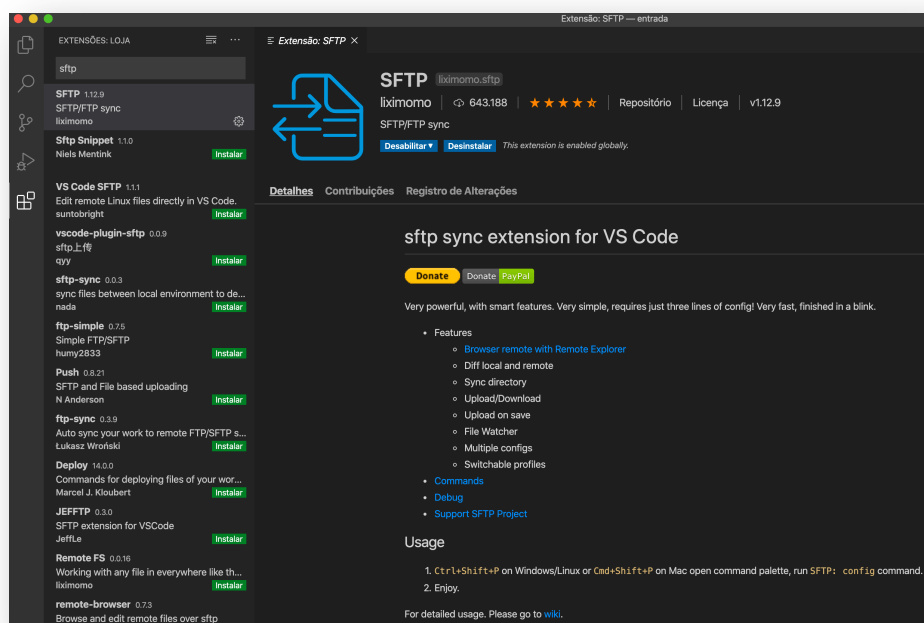 Extensão: SFTP — entrada
EXTENSÕES: LOJA
sftp
SFTP 1.12.9
SFTP/FTP sync
liximomo
Sftp Snippet 1.1.0
Niels Mentink Instalar
VS Code SFTP 1.1.1
Edit remote Linux files directly in VS Code.
suntobright Instalar
vscode-plugin-sftp 0.0.9
sftp上传
qyy Instalar
sftp-sync 0.0.3
sync files between local environment to de...
nada Instalar
ftp-simple 0.7.5
Simple FTP/SFTP
humy2833 Instalar
Push 0.8.21
SFTP and File based uploading
N Anderson Instalar
ftp-sync 0.3.9
Auto sync your work to remote FTP/SFTP s...
Łukasz Wroński Instalar
Deploy 14.0.0
Commands for deploying files of your wor...
Marcel J. Kloubert Instalar
JEFFTP 0.3.0
SFTP extension for VSCode
JeffLe Instalar
Remote FS 0.0.16
Working with any file in everywhere like th...
liximomo Instalar
remote-browser 0.7.3
Browse and edit remote files over sftp
Extensão: SFTP
SFTP liximomo.sftp
liximomo 643.188 Repositório Licença v1.12.9
SFTP/FTP sync
Desabilitar Desinstalar This extension is enabled globally.
Detalhes Contribuições Registro de Alterações
sftp sync extension for VS Code
Donate Donate PayPal
Very powerful, with smart features. Very simple, requires just three lines of config! Very fast, finished in a blink.
Features
Browser remote with Remote Explorer
Diff local and remote
Sync directory
Upload/Download
Upload on save
File Watcher
Multiple configs
Switchable profiles
Commands
Debug
Support SFTP Project
Usage
1. Ctrl+Shift+P on Windows/Linux or Cmd+Shift+P on Mac open command palette, run SFTP: config command.
2. Enjoy.
For detailed usage. Please go to wiki.